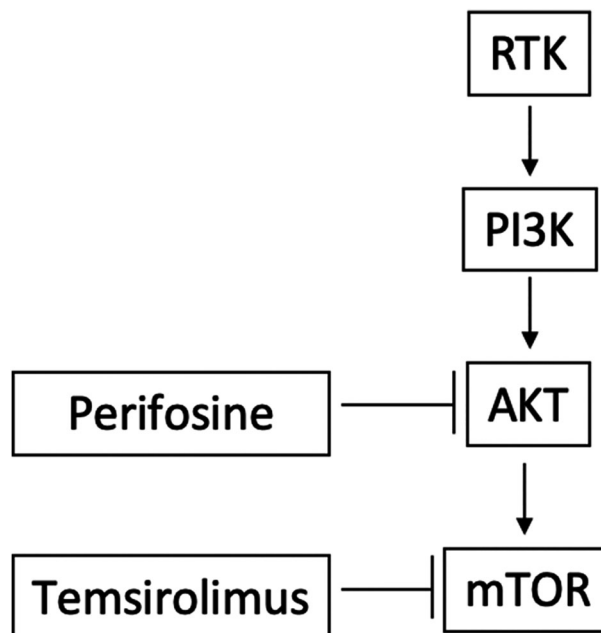 RTK
PI3K
Perifosine
AKT
Temsirolimus
mTOR